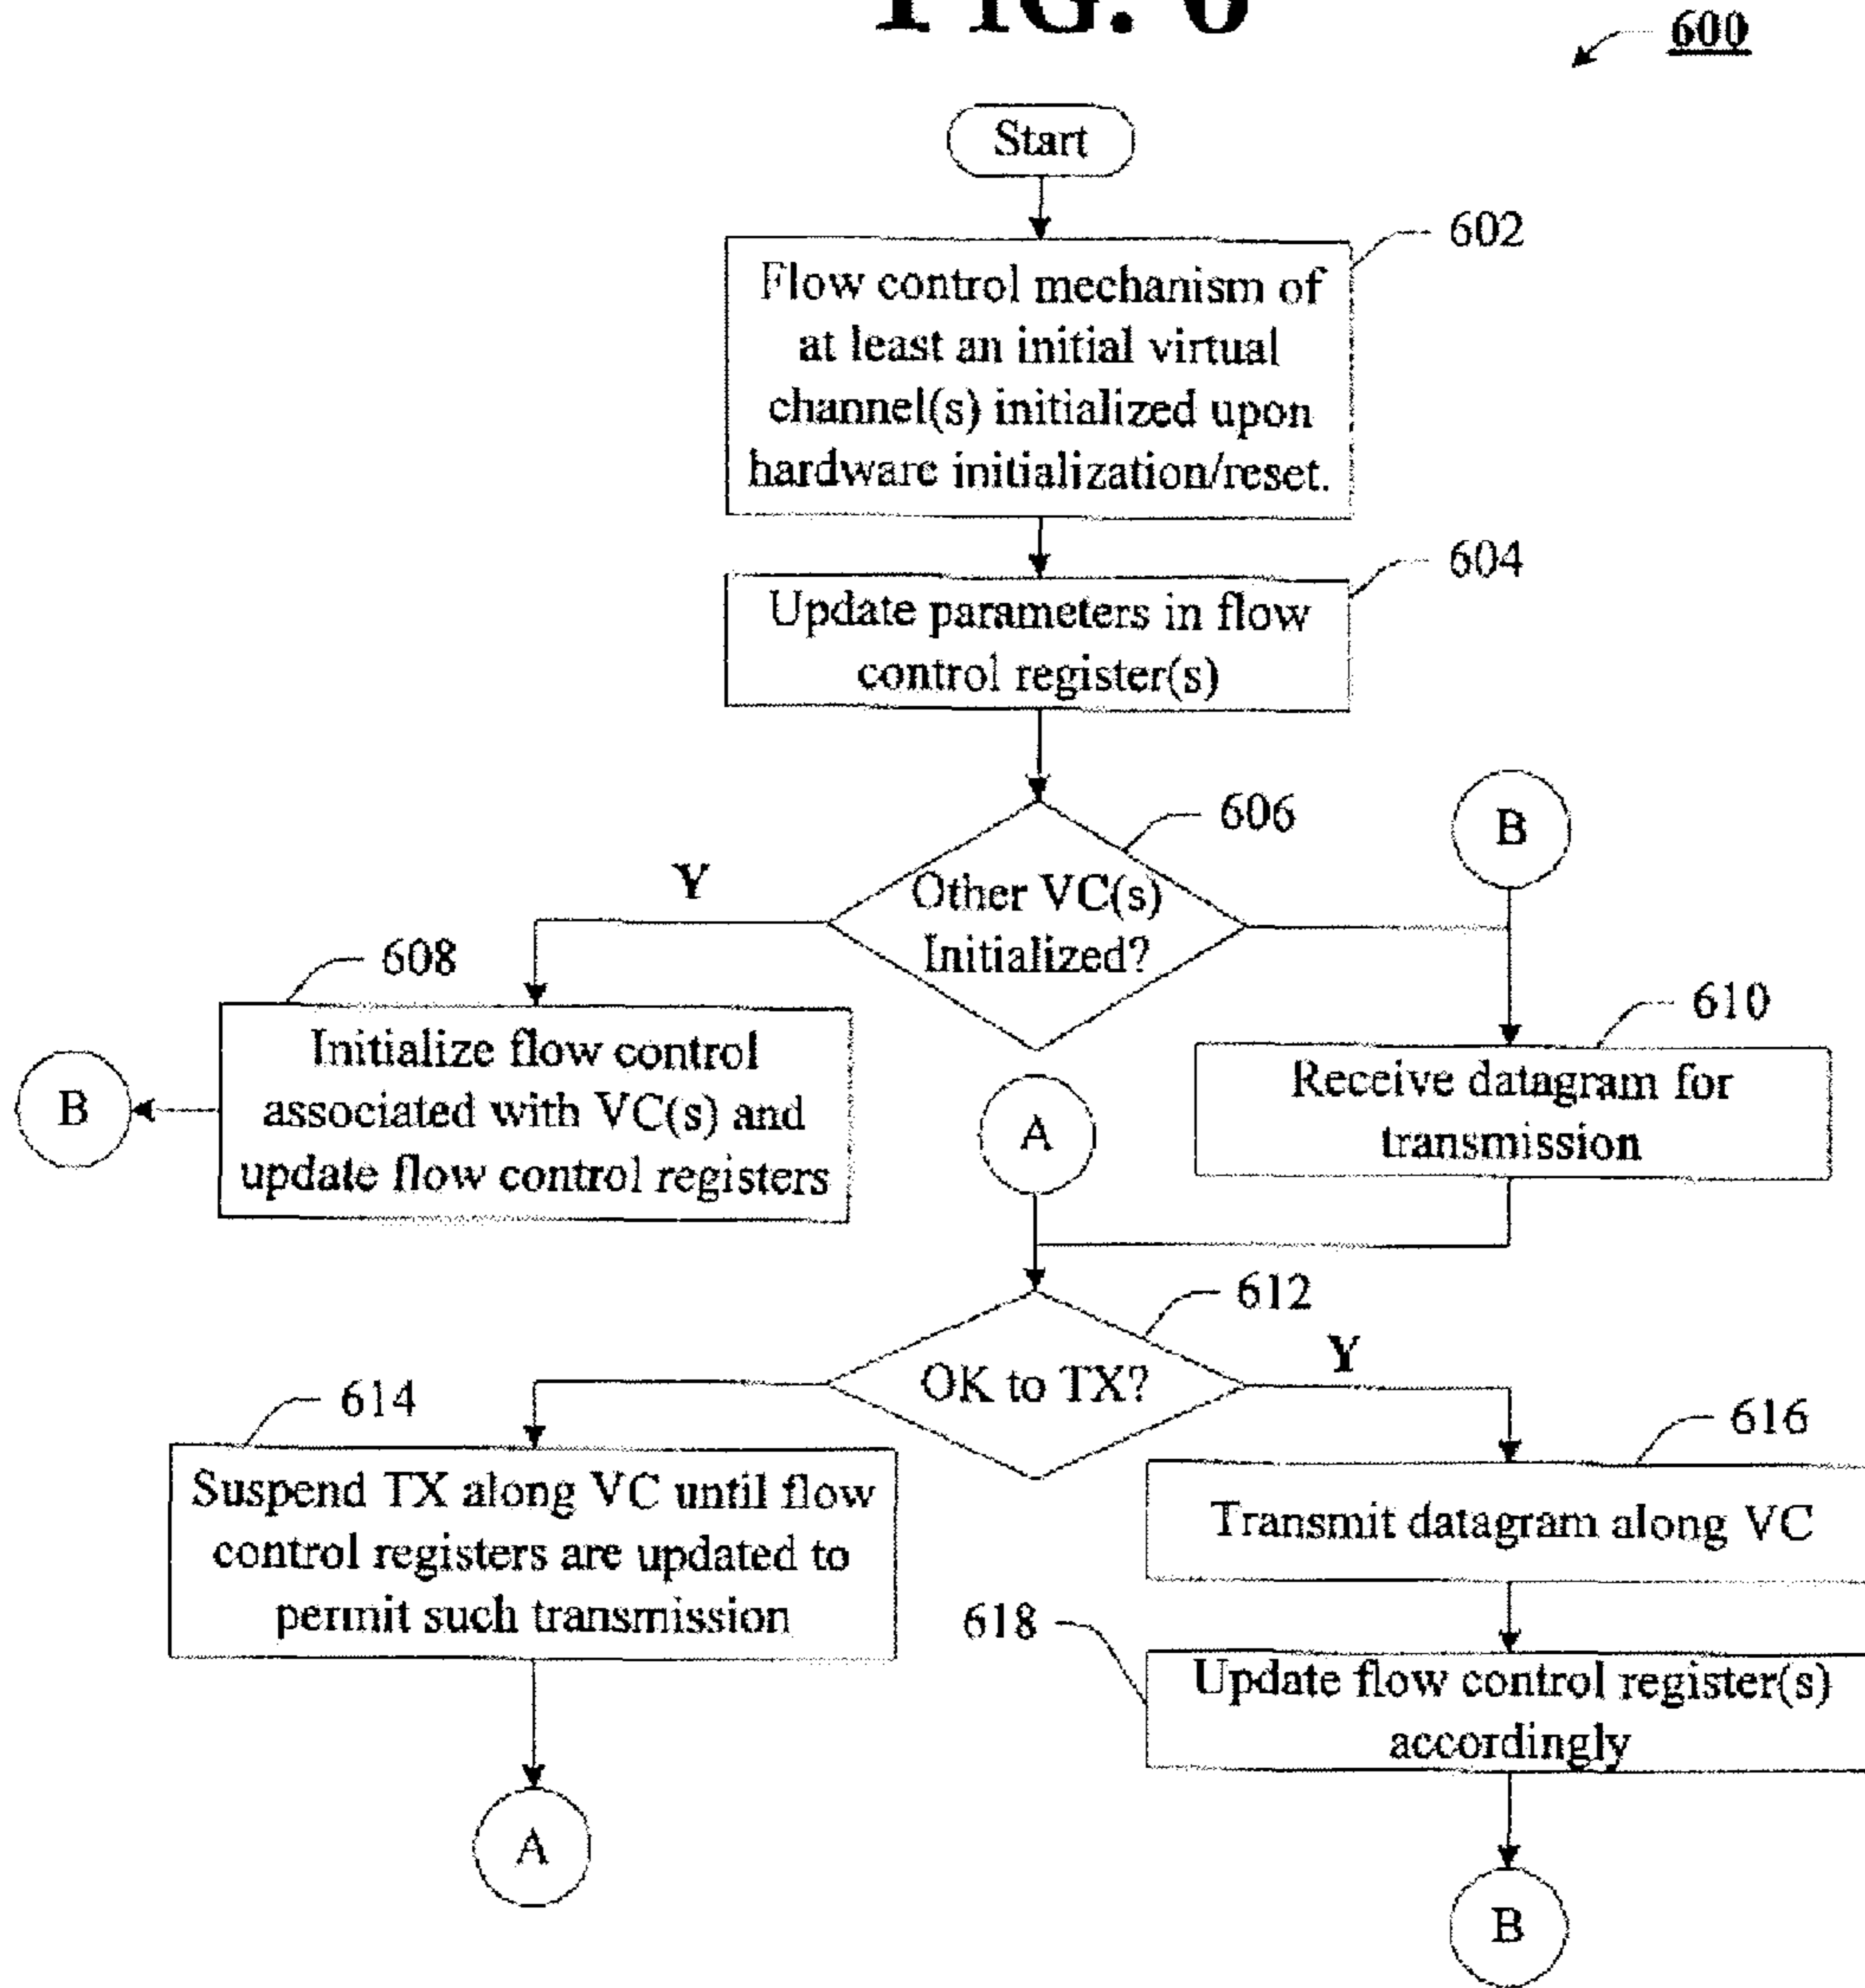 FIG. 6
600
Start
602
Flow control mechanism of
at least an initial virtual
channel(s) initialized upon
hardware initialization/reset.
604
Update parameters in flow
control register(s)
606
B
Y
Other VC(s)
Initialized?
608
610
Initialize flow control
associated with VC(s) and
update flow control registers
B
A
Receive datagram for
transmission
612
OK to TX?
Y
614
616
Suspend TX along VC until flow
control registers are updated to
permit such transmission
Transmit datagram along VC
618
Update flow control register(s)
accordingly
A
B